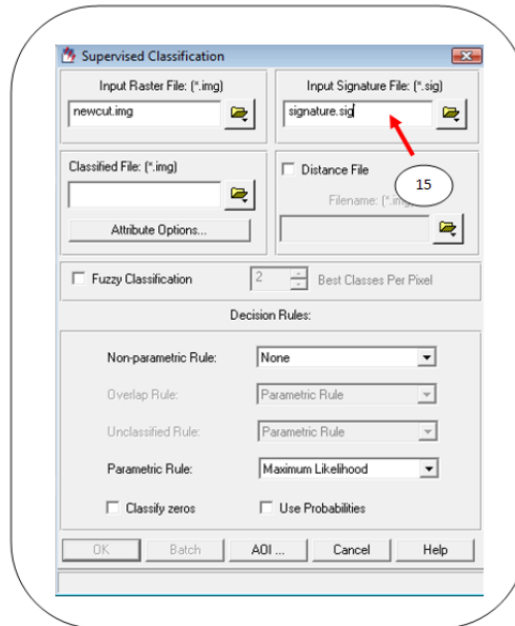 Supervised Classification
Input Raster File: (*.img)
Input Signature File: (*.sig)
newcut.img
signature.sig
Classified File: (*.img)
Distance File
15
Filename: (*.img)
Attribute Options...
Fuzzy Classification
2
Best Classes Per Pixel
Decision Rules:
Non-parametric Rule:
None
Overlap Rule:
Parametric Rule
Unclassified Rule:
Parametric Rule
Parametric Rule:
Maximum Likelihood
Classify zeros
Use Probabilities
OK
Batch
AOI ...
Cancel
Help